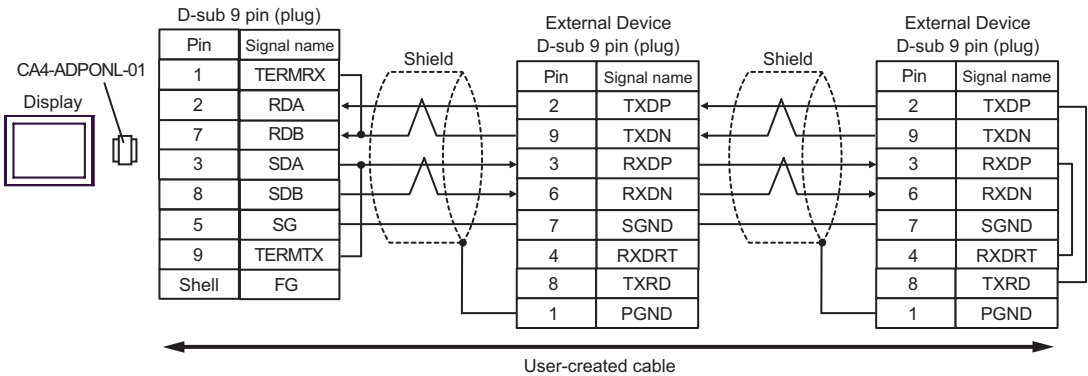 CA4-ADPONL-01
Display
D-sub 9 pin (plug)
Pin Signal name
1 TERMRX
2 RDA
7 RDB
3 SDA
8 SDB
5 SG
9 TERMTX
Shell FG
Shield
External Device
D-sub 9 pin (plug)
Pin Signal name
2 TXDP
9 TXDN
3 RXDP
6 RXDN
7 SGND
4 RXDRT
8 TXRD
1 PGND
Shield
External Device
D-sub 9 pin (plug)
Pin Signal name
2 TXDP
9 TXDN
3 RXDP
6 RXDN
7 SGND
4 RXDRT
8 TXRD
1 PGND
User-created cable